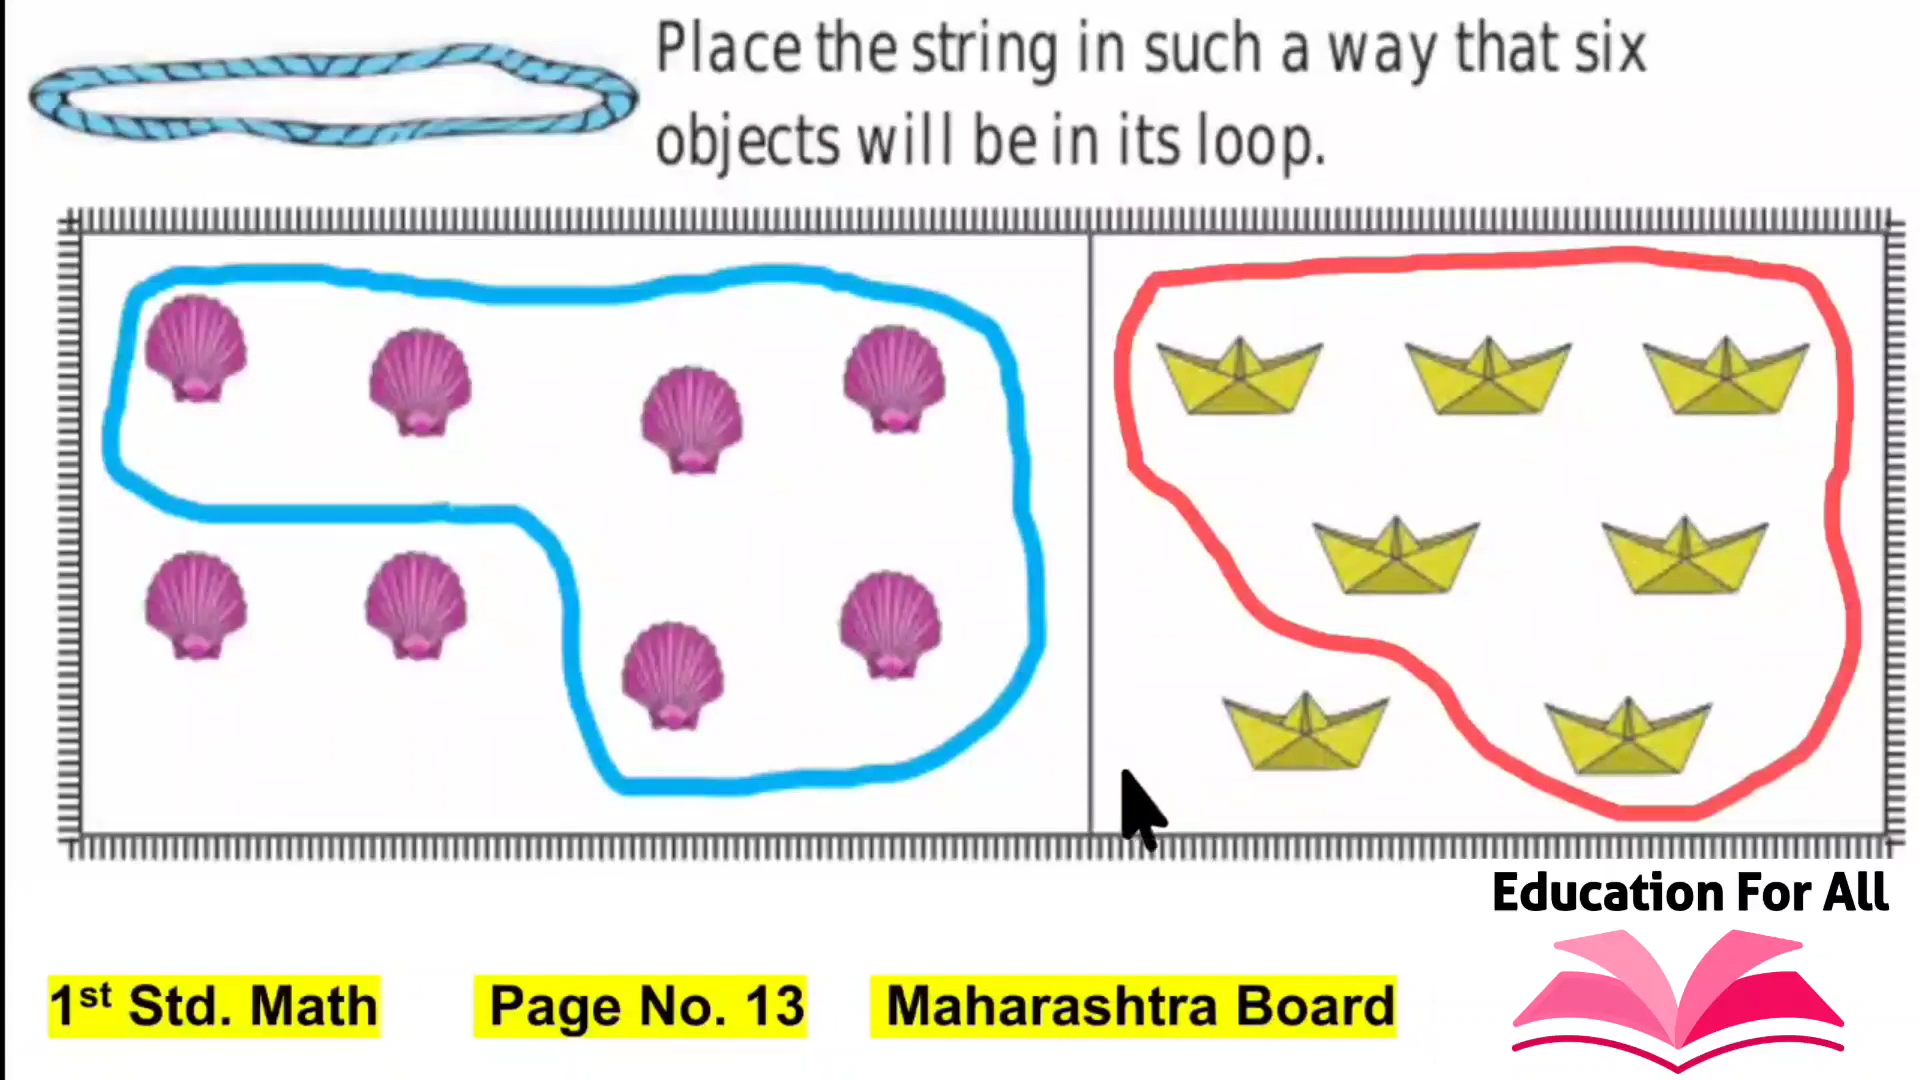 Place the string in such a way that six
objects will be in its loop.
Education For All
1st Std. Math Page No. 13 Maharashtra Board